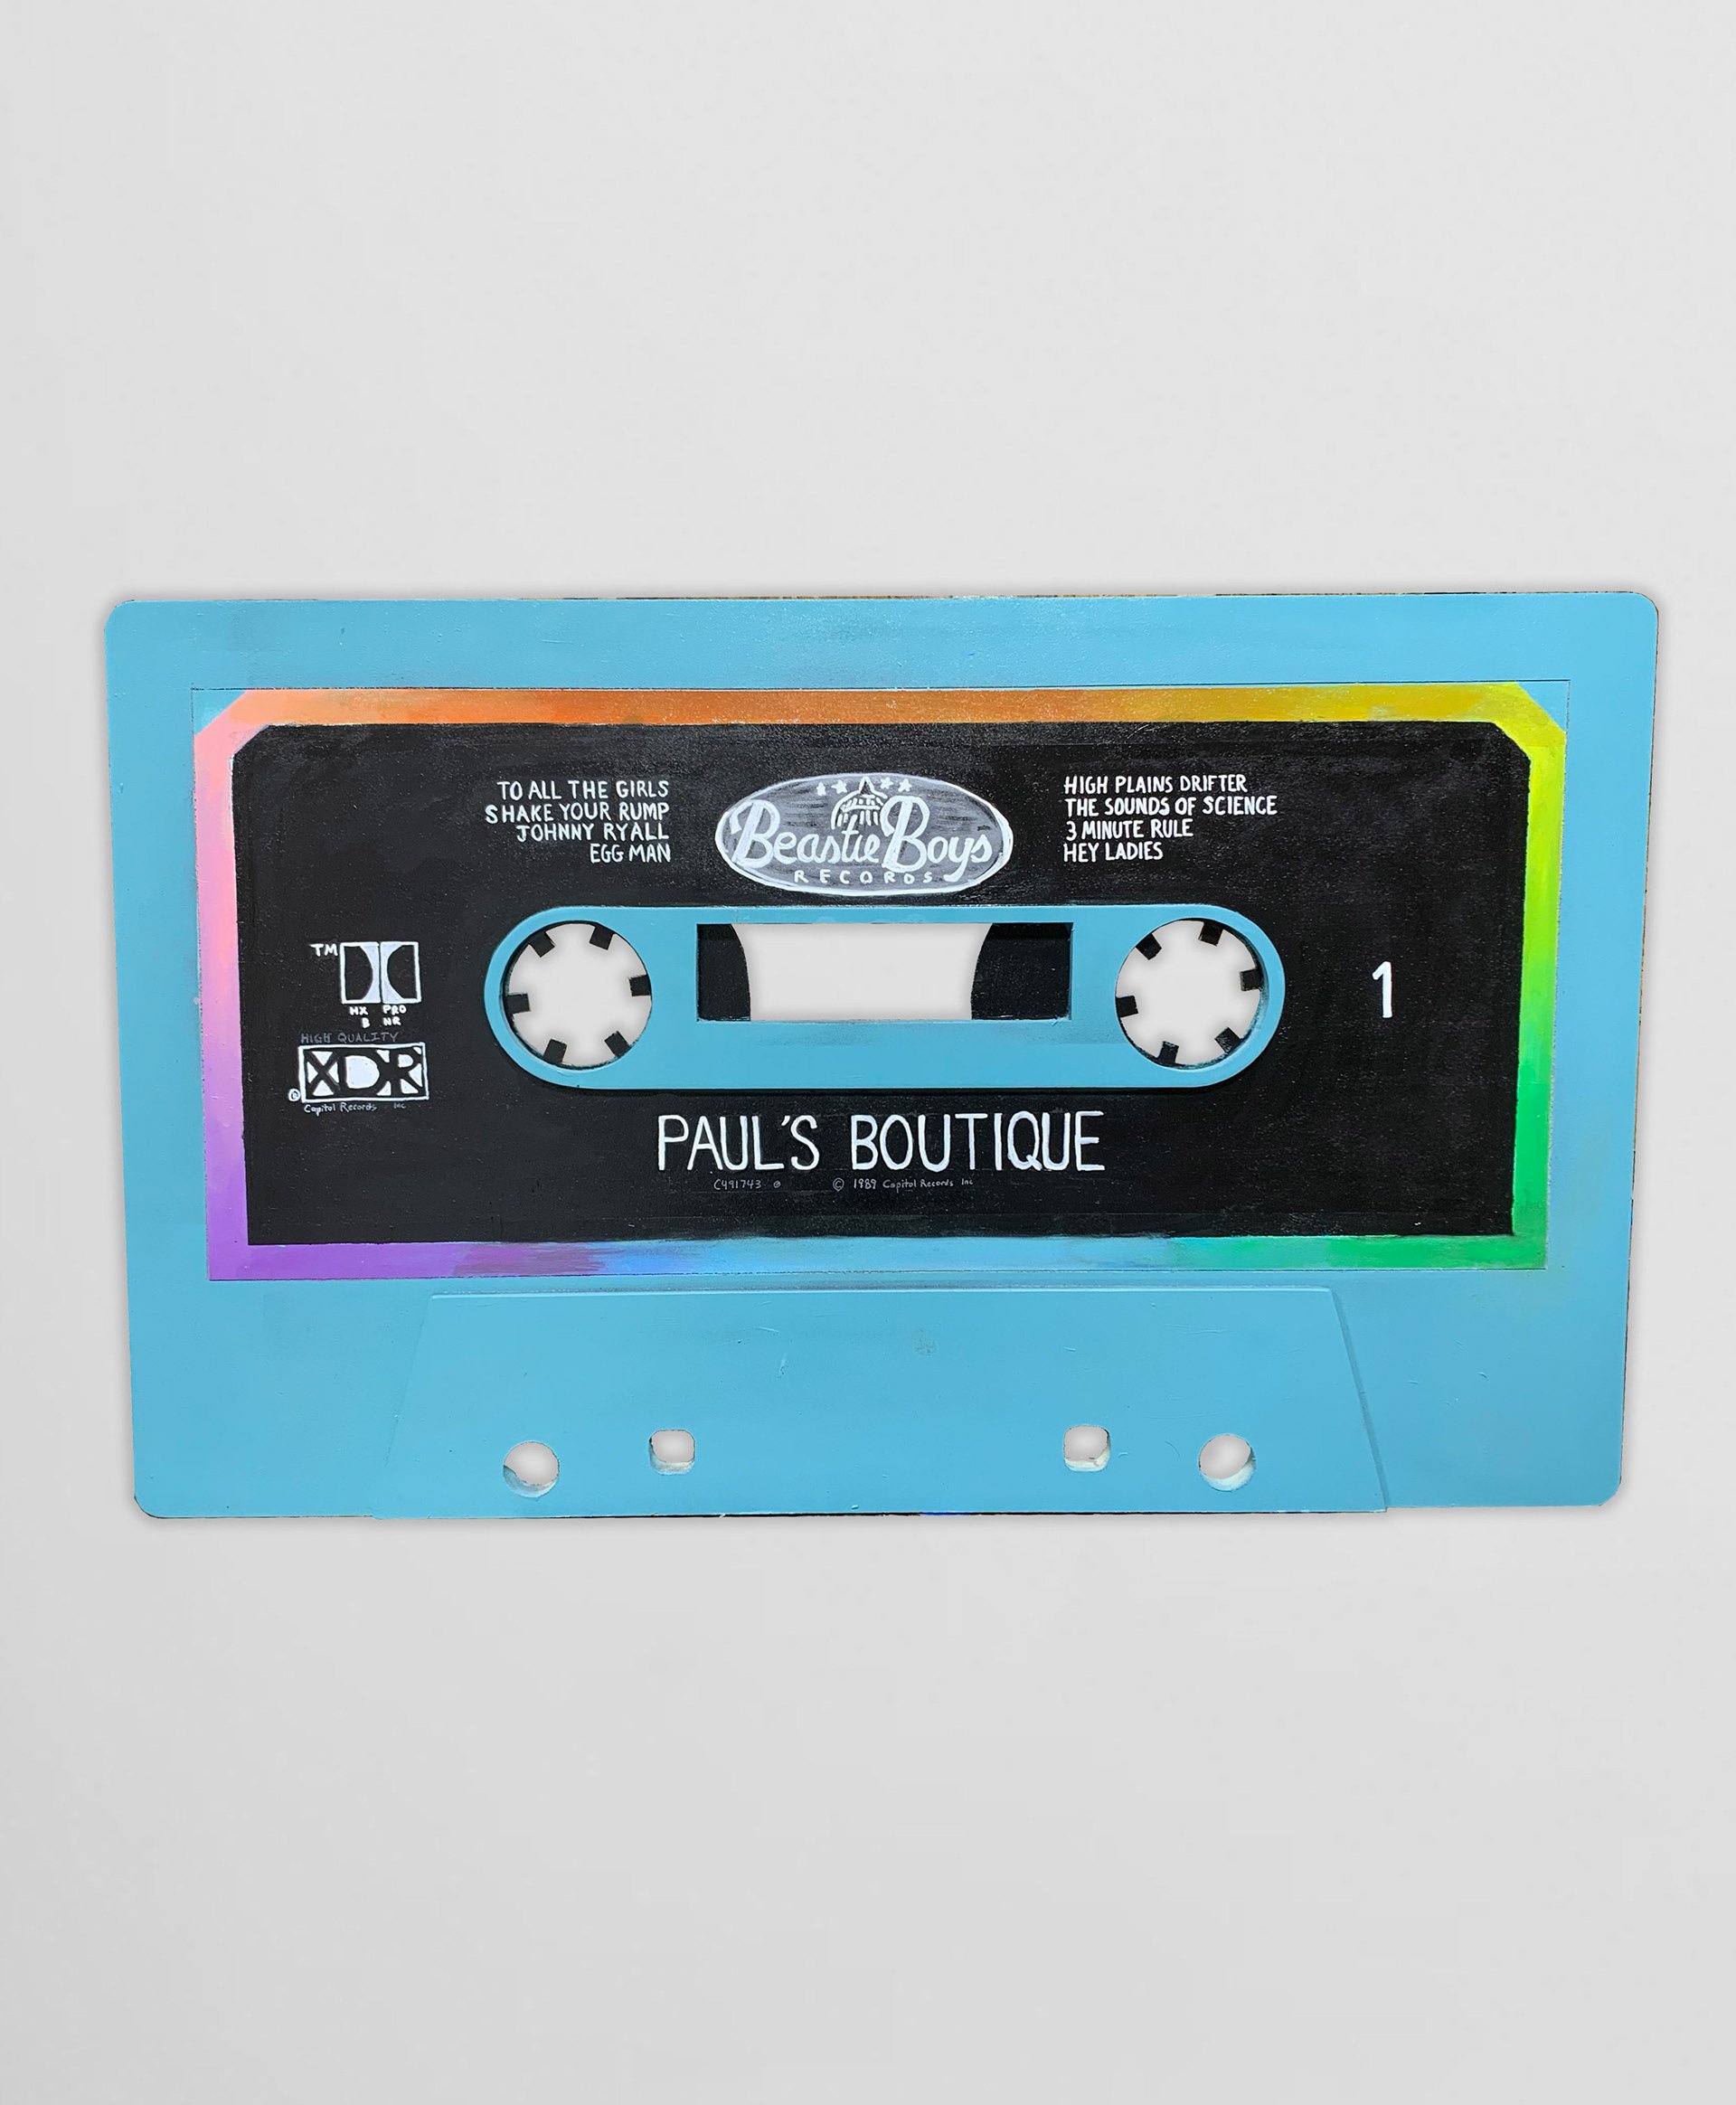 TO ALL THE GIRLS
SHAKE YOUR RUMP
JOHNNY RYALL
EGG MAN
Beastie Boys
RECORDS
HIGH PLAINS DRIFTER
THE SOUNDS OF SCIENCE
3 MINUTE RULE
HEY LADIES
TM
HX PRO
B NR
HIGH QUALITY
XDR
© Capitol Records Inc
1
PAUL'S BOUTIQUE
C491743 © 1989 Capitol Records Inc